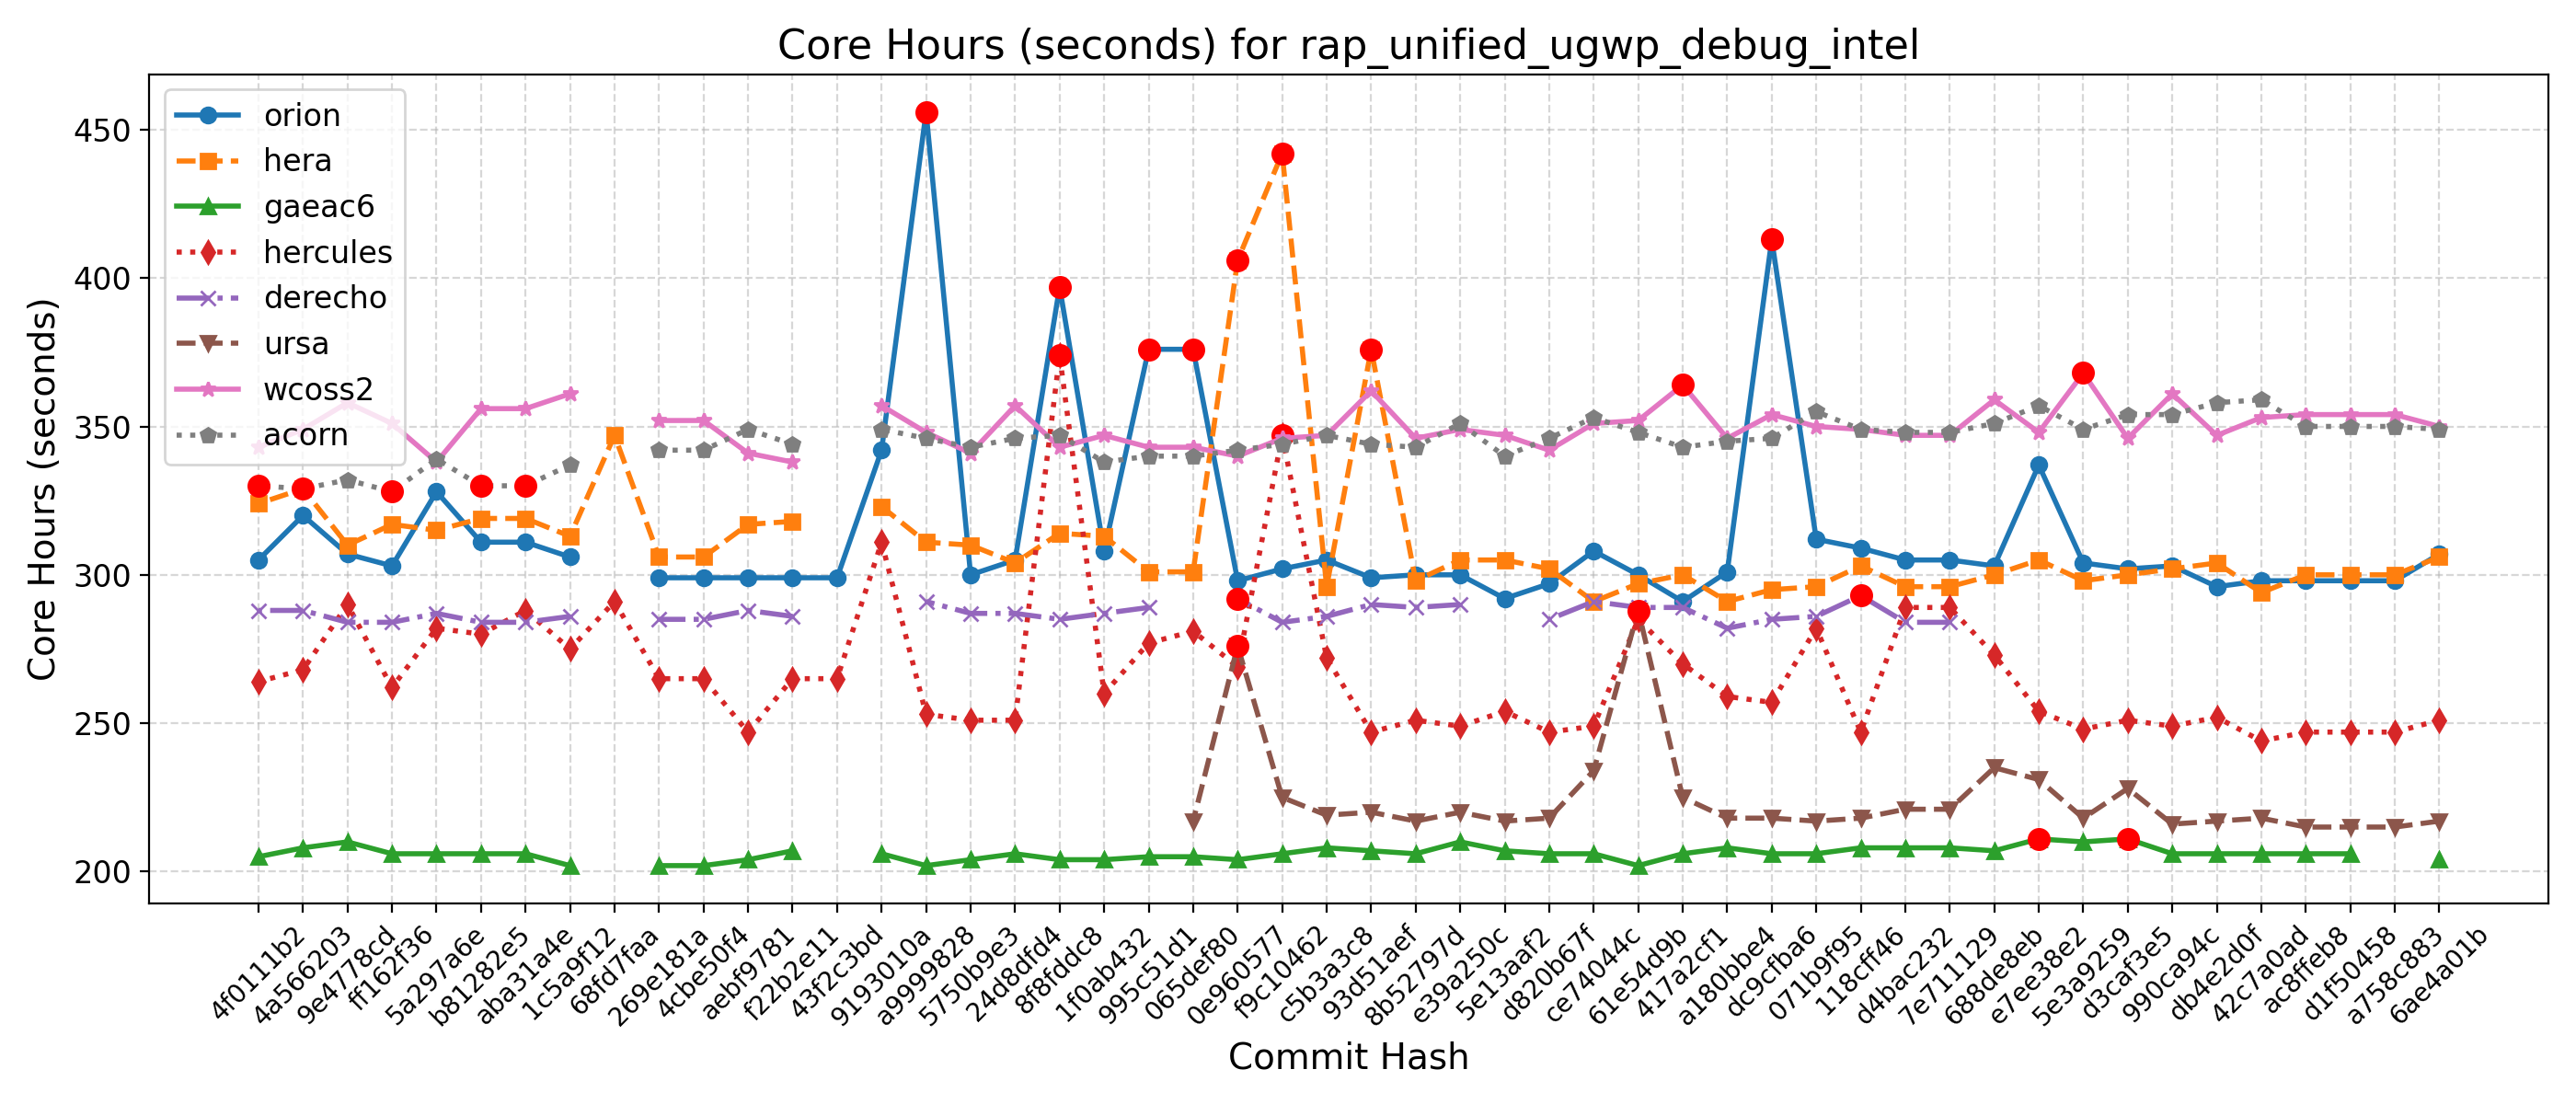 Core Hours (seconds) for rap_unified_ugwp_debug_intel
Core Hours (seconds)
450
400
350
300
250
200
orion
hera
gaeac6
hercules
derecho
ursa
wcoss2
acorn
4f0111b2
4a566203
9e4778cd
ff162f36
5a297a6e
b81282e5
aba31a4e
1c5a9f12
68fd7faa
269e181a
4cbe50f4
aebf9781
f22b2e11
43f2c3bd
9193010a
a9999828
5750b9e3
24d8dfd4
8f8fddc8
1f0ab432
995c51d1
065def80
0e960577
f9c10462
c5b3a3c8
93d51aef
8b52797d
e39a250c
5e13aaf2
d820b67f
ce74044c
61e54d9b
417a2cf1
a180bbe4
dc9cfba6
071b9f95
118cff46
d4bac232
7e711129
688de8eb
e7ee38e2
5e3a9259
d3caf3e5
990ca94c
db4e2d0f
42c7a0ad
ac8ffeb8
d1f50458
a758c883
6ae4a01b
Commit Hash